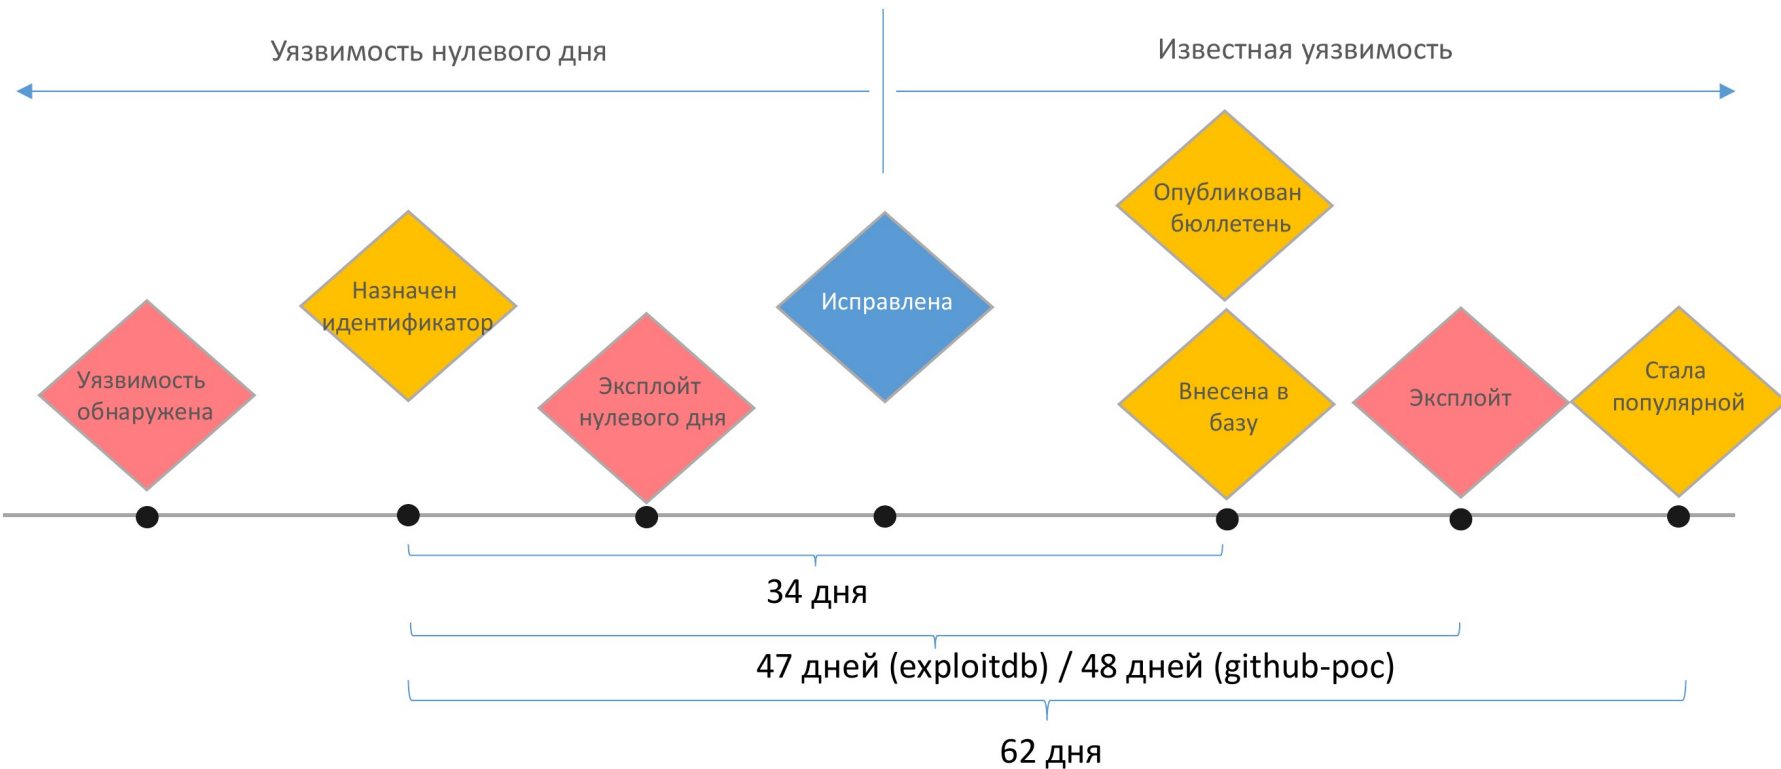 Уязвимость нулевого дня
Известная уязвимость
Уязвимость
обнаружена
Назначен
идентификатор
Эксплойт
нулевого дня
Исправлена
Опубликован
бюллетень
Внесена в
базу
Эксплойт
Стала
популярной
34 дня
47 дней (exploitdb) / 48 дней (github-poc)
62 дня